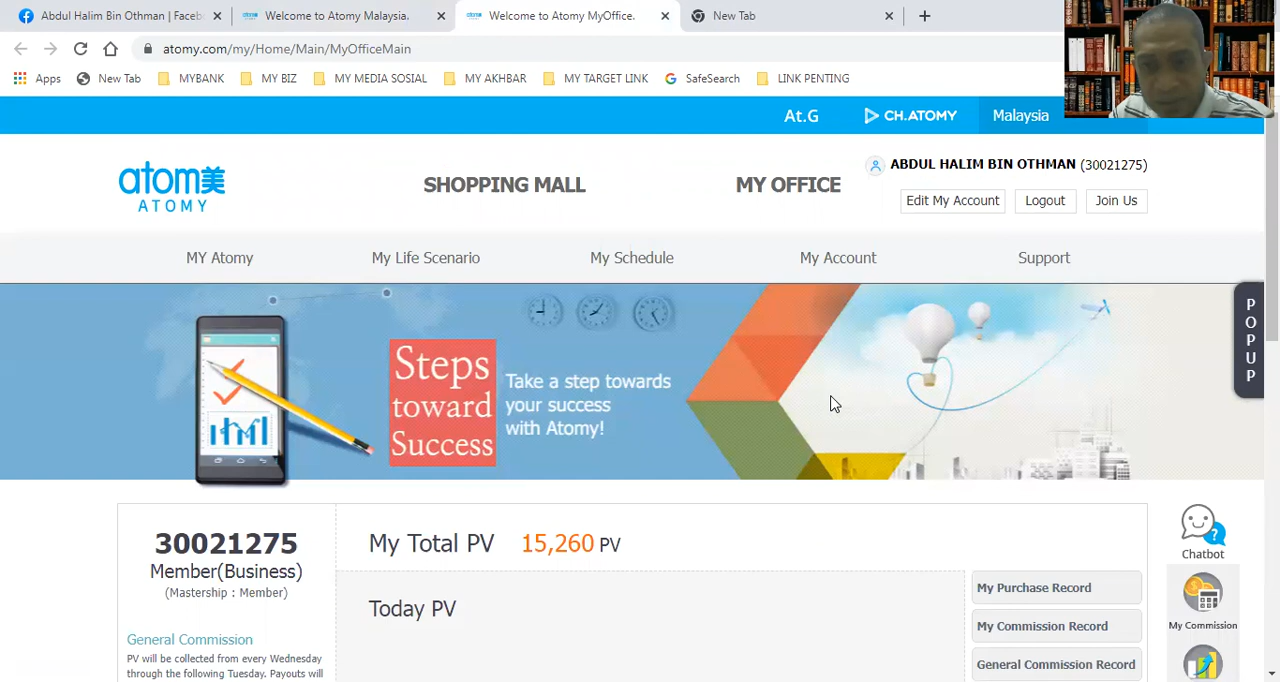 Abdul Halim Bin Othman | Faceb
Welcome to Atomy Malaysia.
Welcome to Atomy MyOffice.
New Tab
atomy.com/my/Home/Main/MyOfficeMain
Apps
New Tab
MYBANK
MY BIZ
MY MEDIA SOSIAL
MY AKHBAR
MY TARGET LINK
SafeSearch
LINK PENTING
At.G
CH.ATOMY
Malaysia
atom美
ATOMY
SHOPPING MALL
MY OFFICE
ABDUL HALIM BIN OTHMAN (30021275)
Edit My Account
Logout
Join Us
MY Atomy
My Life Scenario
My Schedule
My Account
Support
Steps
toward
Success
Take a step towards
your success
with Atomy!
POPUP
30021275
Member(Business)
(Mastership : Member)
General Commission
PV will be collected from every Wednesday
through the following Tuesday. Payouts will
My Total PV 15,260 PV
Today PV
My Purchase Record
My Commission Record
General Commission Record
Chatbot
My Commission